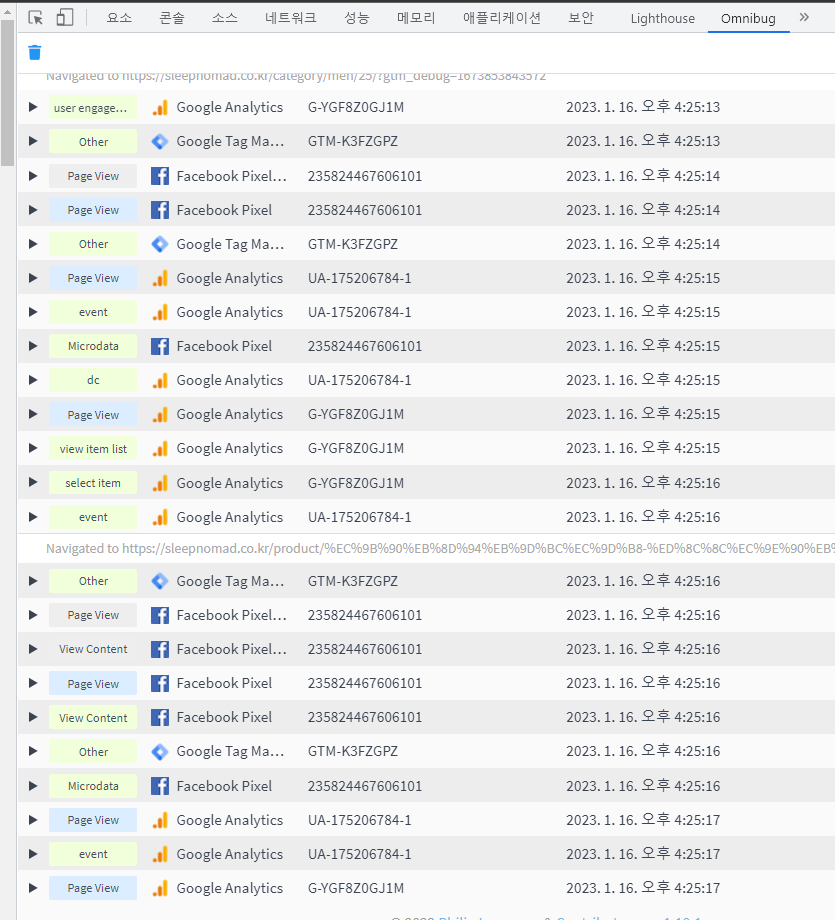 요소 콘솔 소스 네트워크 성능 메모리 애플리케이션 보안 Lighthouse Omnibug
Navigated to https://sleepnomad.co.kr/category/men/25/?gtm_debug=1673853843572
user engage... Google Analytics G-YGF8Z0GJ1M 2023. 1. 16. 오후 4:25:13
Other Google Tag Ma... GTM-K3FZGPZ 2023. 1. 16. 오후 4:25:13
Page View Facebook Pixel... 235824467606101 2023. 1. 16. 오후 4:25:14
Page View Facebook Pixel 235824467606101 2023. 1. 16. 오후 4:25:14
Other Google Tag Ma... GTM-K3FZGPZ 2023. 1. 16. 오후 4:25:14
Page View Google Analytics UA-175206784-1 2023. 1. 16. 오후 4:25:15
event Google Analytics UA-175206784-1 2023. 1. 16. 오후 4:25:15
Microdata Facebook Pixel 235824467606101 2023. 1. 16. 오후 4:25:15
dc Google Analytics UA-175206784-1 2023. 1. 16. 오후 4:25:15
Page View Google Analytics G-YGF8Z0GJ1M 2023. 1. 16. 오후 4:25:15
view item list Google Analytics G-YGF8Z0GJ1M 2023. 1. 16. 오후 4:25:15
select item Google Analytics G-YGF8Z0GJ1M 2023. 1. 16. 오후 4:25:16
event Google Analytics UA-175206784-1 2023. 1. 16. 오후 4:25:16
Navigated to https://sleepnomad.co.kr/product/%EC%9B%90%EB%8D%94%EB%9D%BC%EC%9D%B8-%ED%8C%8C%EC%9E%90%EB%
Other Google Tag Ma... GTM-K3FZGPZ 2023. 1. 16. 오후 4:25:16
Page View Facebook Pixel... 235824467606101 2023. 1. 16. 오후 4:25:16
View Content Facebook Pixel... 235824467606101 2023. 1. 16. 오후 4:25:16
Page View Facebook Pixel 235824467606101 2023. 1. 16. 오후 4:25:16
View Content Facebook Pixel 235824467606101 2023. 1. 16. 오후 4:25:16
Other Google Tag Ma... GTM-K3FZGPZ 2023. 1. 16. 오후 4:25:16
Microdata Facebook Pixel 235824467606101 2023. 1. 16. 오후 4:25:16
Page View Google Analytics UA-175206784-1 2023. 1. 16. 오후 4:25:17
event Google Analytics UA-175206784-1 2023. 1. 16. 오후 4:25:17
Page View Google Analytics G-YGF8Z0GJ1M 2023. 1. 16. 오후 4:25:17